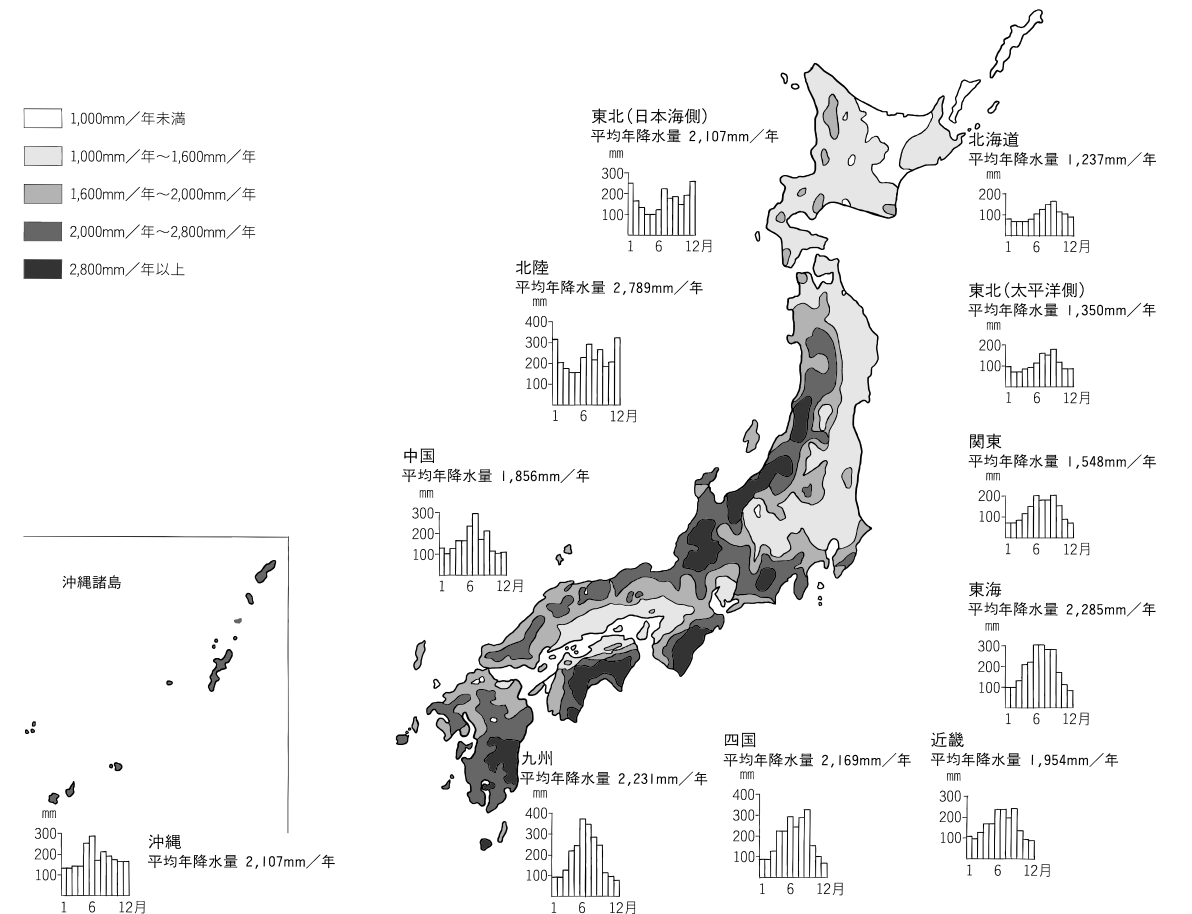 1,000mm／年未満
1,000mm／年～1,600mm／年
1,600mm／年～2,000mm／年
2,000mm／年～2,800mm／年
2,800mm／年以上
東北（日本海側）
平均年降水量 2,107mm／年
mm
300
200
100
1 6 12月
北海道
平均年降水量 1,237mm／年
mm
200
100
1 6 12月
北陸
平均年降水量 2,789mm／年
mm
400
300
200
100
1 6 12月
東北（太平洋側）
平均年降水量 1,350mm／年
mm
200
100
1 6 12月
中国
平均年降水量 1,856mm／年
mm
300
200
100
1 6 12月
関東
平均年降水量 1,548mm／年
mm
200
100
1 6 12月
沖縄諸島
東海
平均年降水量 2,285mm／年
mm
300
200
100
1 6 12月
九州
平均年降水量 2,231mm／年
mm
400
300
200
100
1 6 12月
四国
平均年降水量 2,169mm／年
mm
400
300
200
100
1 6 12月
近畿
平均年降水量 1,954mm／年
mm
300
200
100
1 6 12月
沖縄
平均年降水量 2,107mm／年
mm
300
200
100
1 6 12月